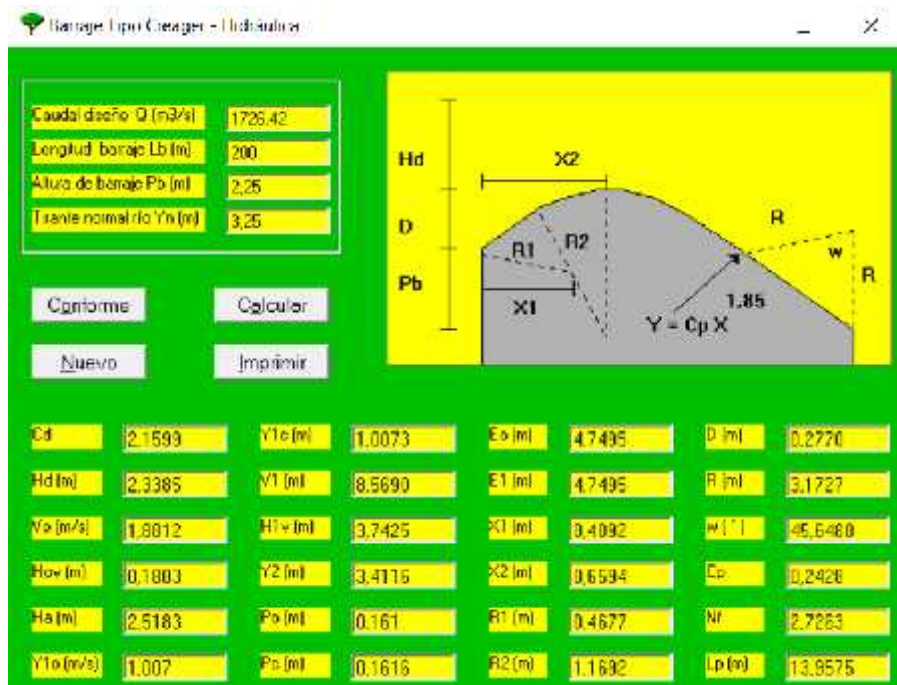 Barraje Tipo Creager - Hidráulica
Caudal diseño Q (m3/s) 1726,42
Longitud barraje Lb (m) 200
Altura de barraje Pb (m) 2,25
Tirante normal río Yn (m) 3,25
Conforme Calcular
Nuevo Imprimir
Hd X2
D R
R1 R2 w
Pb X1 R
1.85
Y = Cp X
Cd 2,1599 Y1c (m) 1,0073 Eo (m) 4,7495 D (m) 0,2770
Hd (m) 2,3385 V1 (m) 8,5690 E1 (m) 4,7495 R (m) 3,1727
Vo (m/s) 1,8812 H1v (m) 3,7425 X1 (m) 0,4092 w (°) 45,6480
Hov (m) 0,1803 Y2 (m) 3,4116 X2 (m) 0,6594 Cp 0,2428
Ha (m) 2,5183 Po (m) 0.161 R1 (m) 0,4677 Nf 2,7263
Y1o (m/s) 1.007 Pc (m) 0,1616 R2 (m) 1,1692 Lp (m) 13,9575